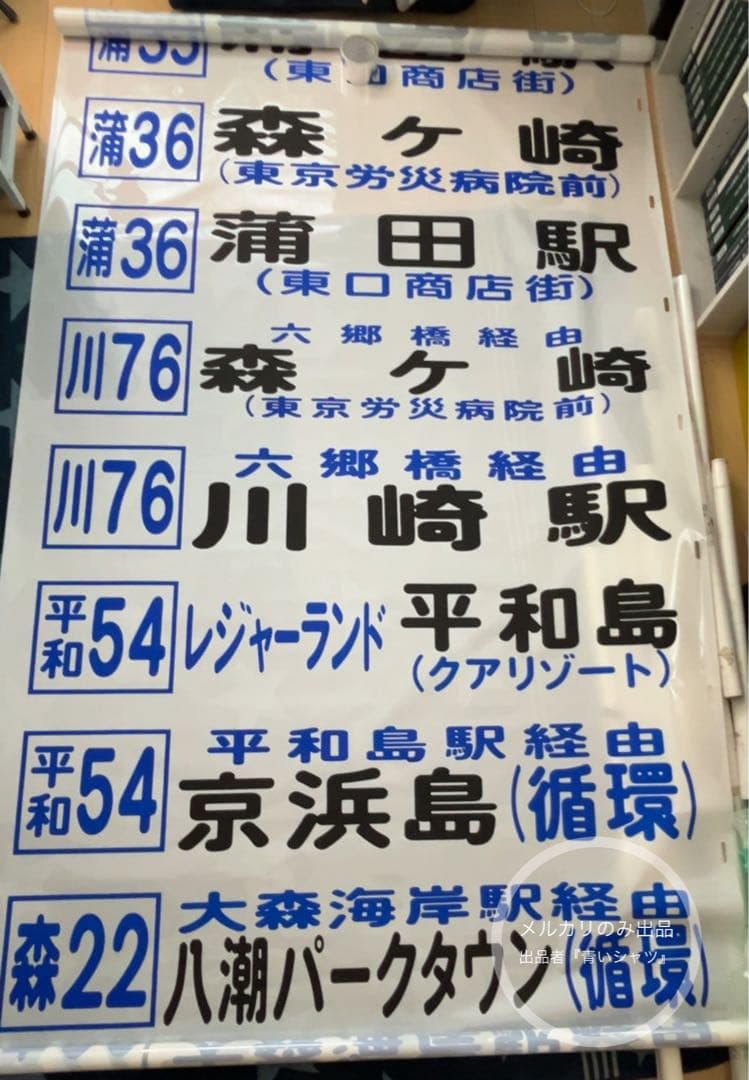 蒲35
(東口商店街)
蒲36 森ヶ崎
(東京労災病院前)
蒲36 蒲田駅
(東口商店街)
六郷橋経由
川76 森ヶ崎
(東京労災病院前)
六郷橋経由
川76 川崎駅
平和54 レジャーランド 平和島
(クアリゾート)
平和島駅経由
平和54 京浜島(循環)
大森海岸駅経由
森22 八潮パークタウン(循環)
メルカリのみ出品
出品者『青いシャツ』